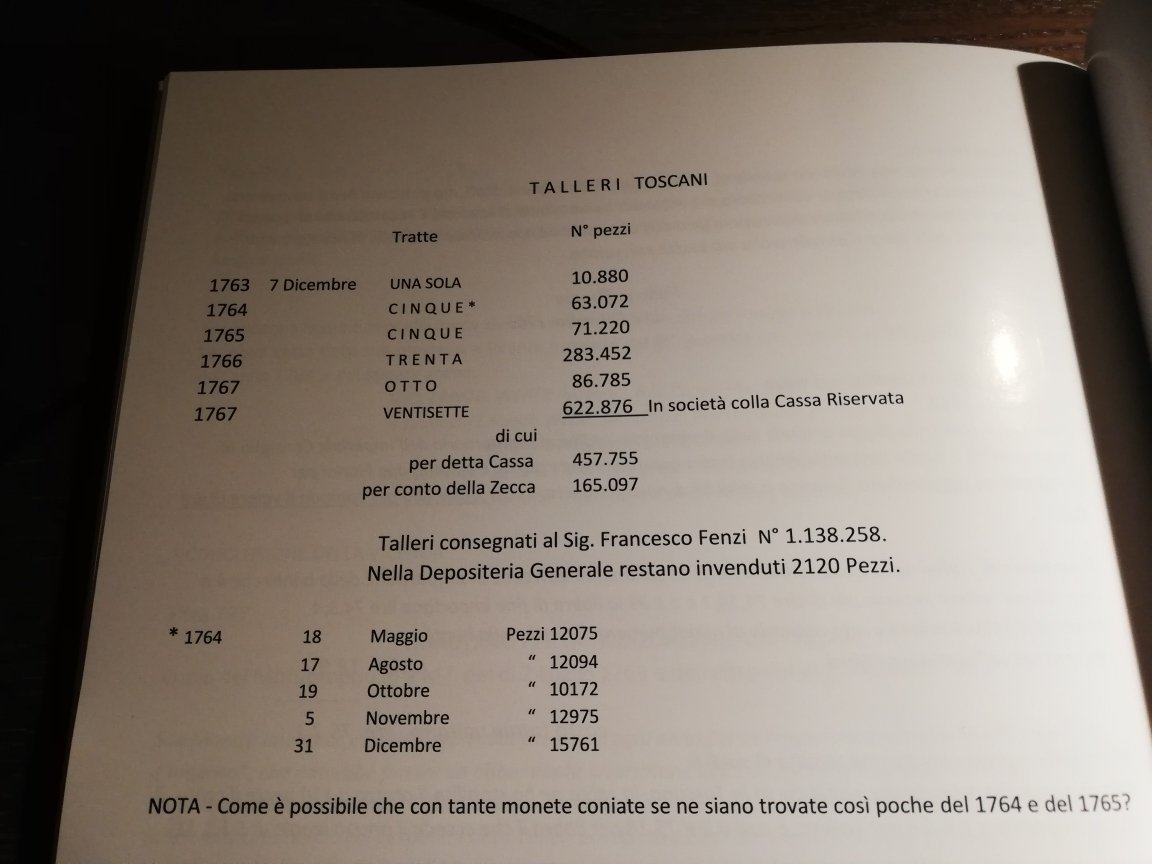 TALLERI TOSCANI
Tratte N° pezzi
1763 7 Dicembre UNA SOLA 10.880
1764 CINQUE* 63.072
1765 CINQUE 71.220
1766 TRENTA 283.452
1767 OTTO 86.785
1767 VENTISETTE 622.876 In società colla Cassa Riservata
di cui
per detta Cassa 457.755
per conto della Zecca 165.097
Talleri consegnati al Sig. Francesco Fenzi N° 1.138.258.
Nella Depositeria Generale restano invenduti 2120 Pezzi.
* 1764 18 Maggio Pezzi 12075
17 Agosto “ 12094
19 Ottobre “ 10172
5 Novembre “ 12975
31 Dicembre “ 15761
NOTA - Come è possibile che con tante monete coniate se ne siano trovate così poche del 1764 e del 1765?